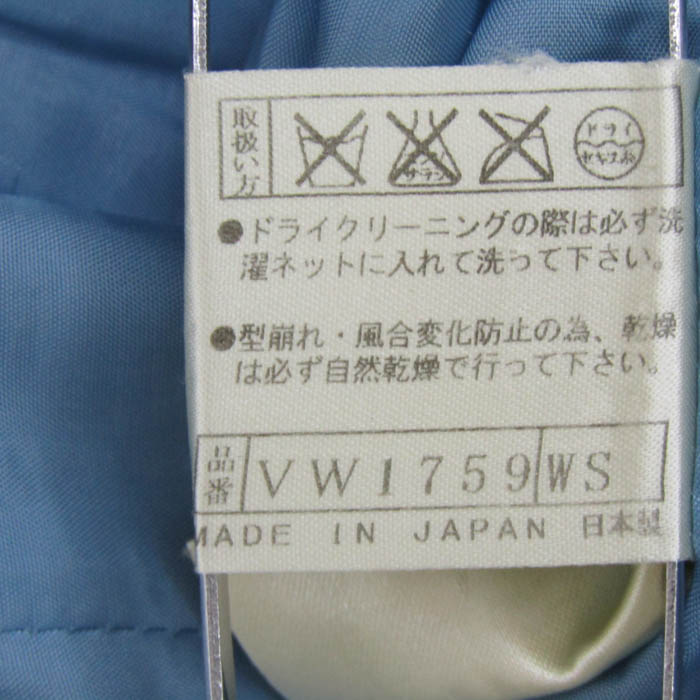 取扱い方
エンソ サラシ
ドライ
セキユ系
●ドライクリーニングの際は必ず洗
濯ネットに入れて洗って下さい。
●型崩れ・風合変化防止の為、乾燥
は必ず自然乾燥で行って下さい。
品番 VW1759 WS
MADE IN JAPAN 日本製